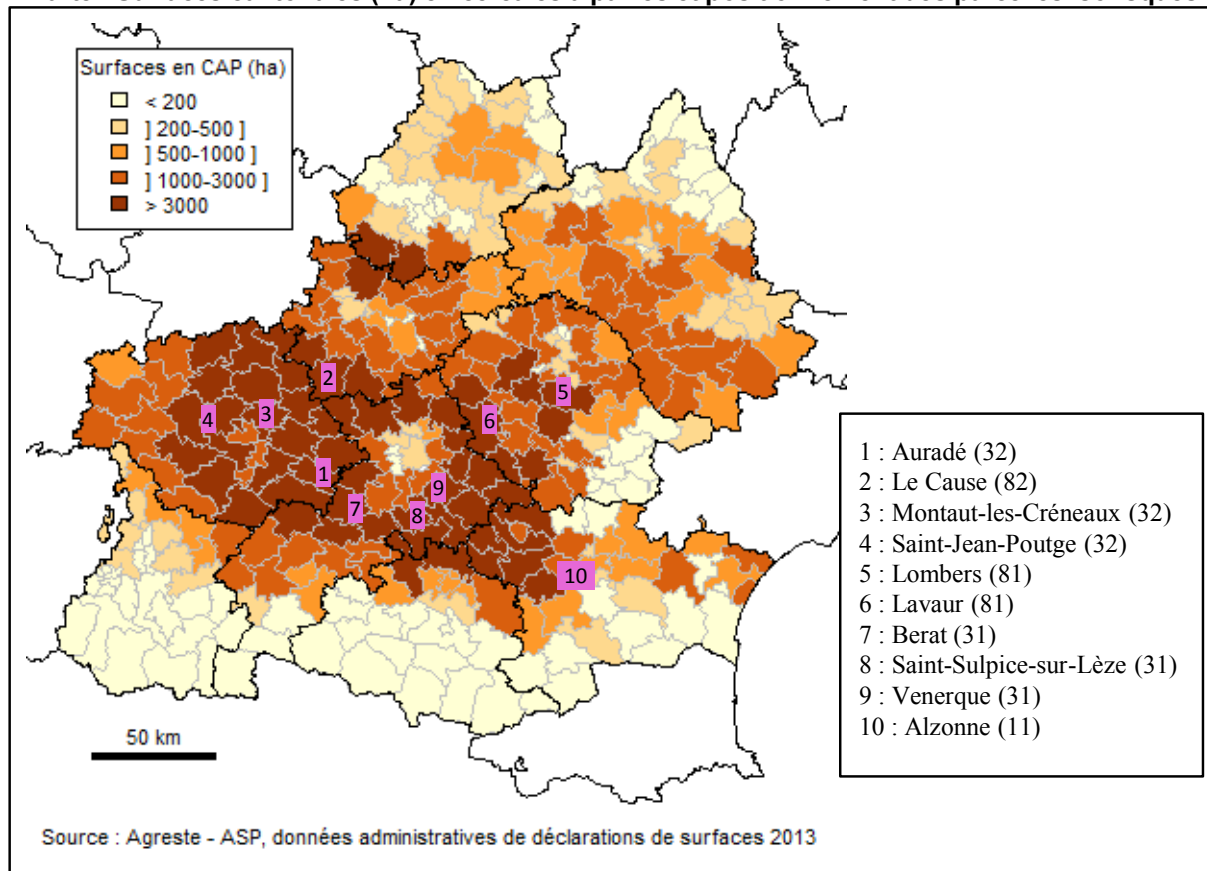 Surfaces en CAP (ha)
< 200
] 200-500 ]
] 500-1000 ]
] 1000-3000 ]
> 3000
2
5
4
3
6
1
9
7
8
10
1 : Auradé (32)
2 : Le Cause (82)
3 : Montaut-les-Créneaux (32)
4 : Saint-Jean-Poutge (32)
5 : Lombers (81)
6 : Lavaur (81)
7 : Berat (31)
8 : Saint-Sulpice-sur-Lèze (31)
9 : Venerque (31)
10 : Alzonne (11)
50 km
Source : Agreste - ASP, données administratives de déclarations de surfaces 2013